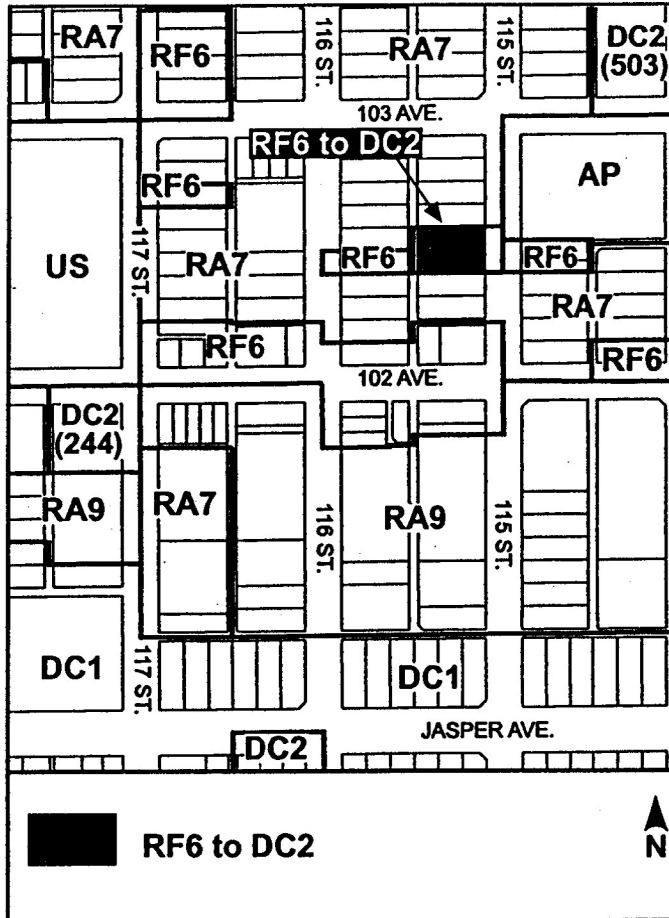 RA7
RF6
116 ST.
RA7
115 ST.
DC2
(503)
103 AVE.
RF6 to DC2
RF6
AP
US
117 ST.
RA7
RF6
RF6
RA7
RF6
RF6
102 AVE.
DC2
(244)
RA9
RA7
116 ST.
RA9
115 ST.
DC1
117 ST.
DC1
JASPER AVE.
DC2
RF6 to DC2
N